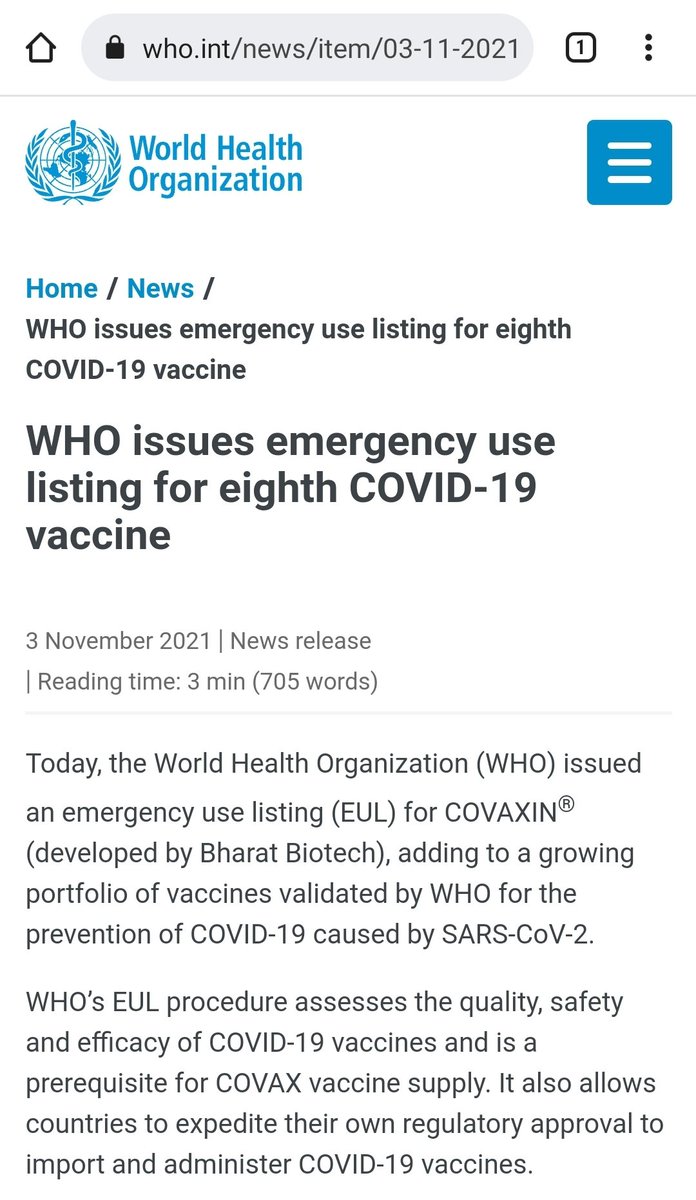 who.int/news/item/03-11-2021
1
World Health
Organization
Home / News /
WHO issues emergency use listing for eighth
COVID-19 vaccine
WHO issues emergency use
listing for eighth COVID-19
vaccine
3 November 2021 | News release
| Reading time: 3 min (705 words)
Today, the World Health Organization (WHO) issued
an emergency use listing (EUL) for COVAXIN®
(developed by Bharat Biotech), adding to a growing
portfolio of vaccines validated by WHO for the
prevention of COVID-19 caused by SARS-CoV-2.
WHO’s EUL procedure assesses the quality, safety
and efficacy of COVID-19 vaccines and is a
prerequisite for COVAX vaccine supply. It also allows
countries to expedite their own regulatory approval to
import and administer COVID-19 vaccines.